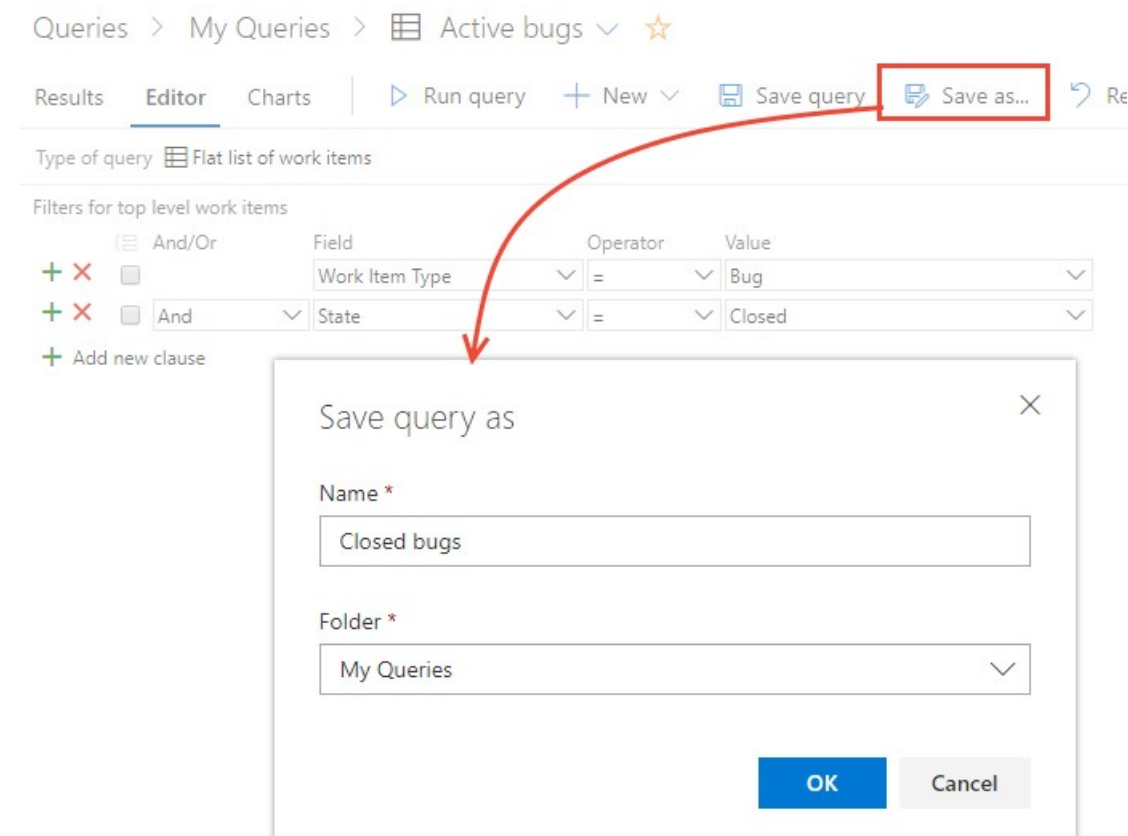 Queries > My Queries > Active bugs
Results Editor Charts Run query New Save query Save as... Re
Type of query Flat list of work items
Filters for top level work items
And/Or Field Operator Value
Work Item Type = Bug
And State = Closed
Add new clause
Save query as
Name *
Closed bugs
Folder *
My Queries
OK Cancel